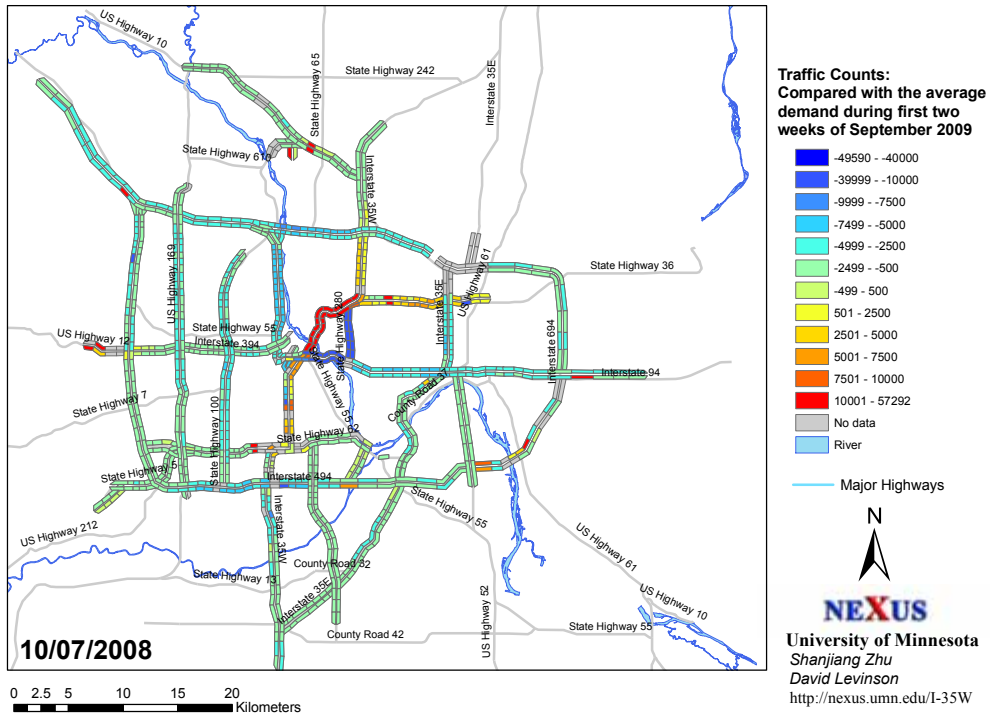 US Highway 10
State Highway 65
State Highway 242
Interstate 35E
State Highway 610
Interstate 35W
US Highway 169
US Highway 61
State Highway 36
Interstate 35E
State Highway 280
US Highway 12
State Highway 55
Interstate 394
Interstate 694
Interstate 94
State Highway 55
County Road 37
State Highway 7
State Highway 100
State Highway 62
State Highway 5
Interstate 494
State Highway 55
US Highway 212
Interstate 35W
County Road 32
State Highway 13
Interstate 35E
US Highway 61
US Highway 52
US Highway 10
State Highway 55
County Road 42
10/07/2008
0 2.5 5 10 15 20
Kilometers
Traffic Counts:
Compared with the average
demand during first two
weeks of September 2009
-49590 - -40000
-39999 - -10000
-9999 - -7500
-7499 - -5000
-4999 - -2500
-2499 - -500
-499 - 500
501 - 2500
2501 - 5000
5001 - 7500
7501 - 10000
10001 - 57292
No data
River
Major Highways
N
NEXUS
University of Minnesota
Shanjiang Zhu
David Levinson
http://nexus.umn.edu/I-35W